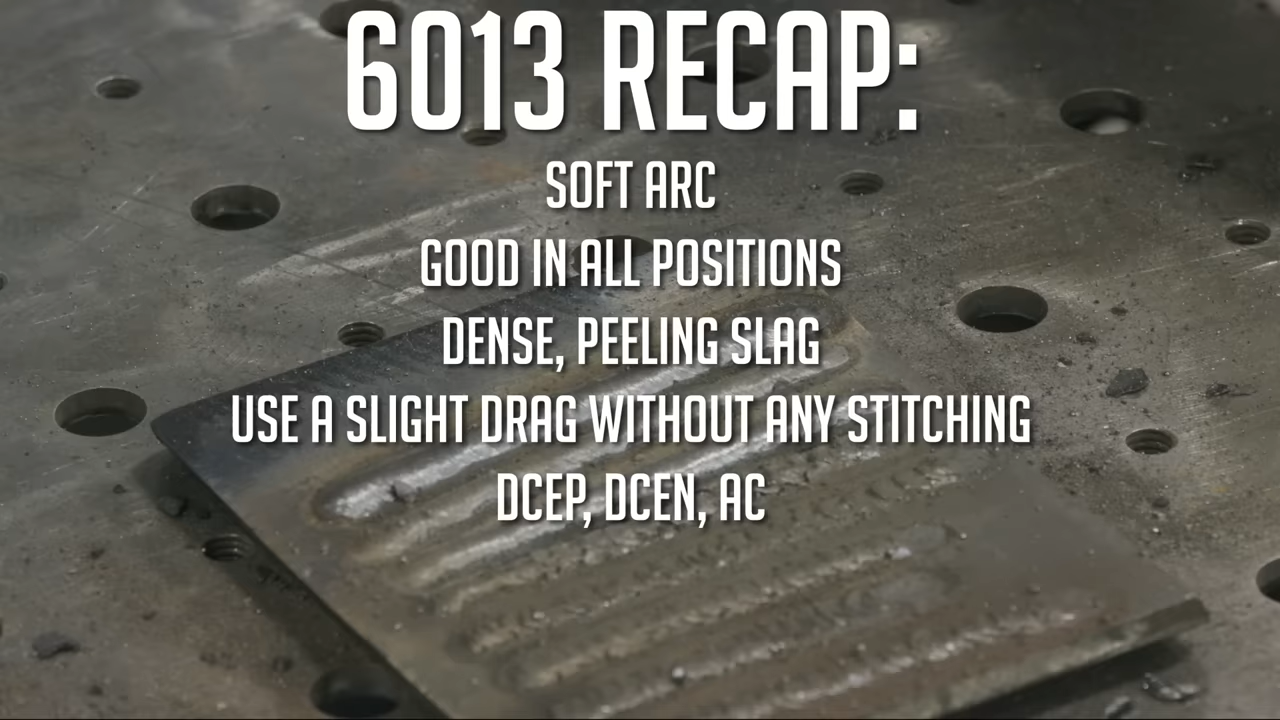 6013 RECAP:
SOFT ARC
GOOD IN ALL POSITIONS
DENSE, PEELING SLAG
USE A SLIGHT DRAG WITHOUT ANY STITCHING
DCEP, DCEN, AC